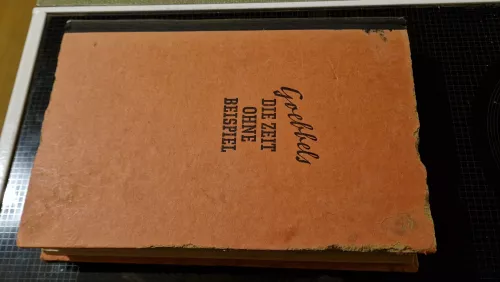 Goebbels
DIE ZEIT
OHNE
BEISPIEL